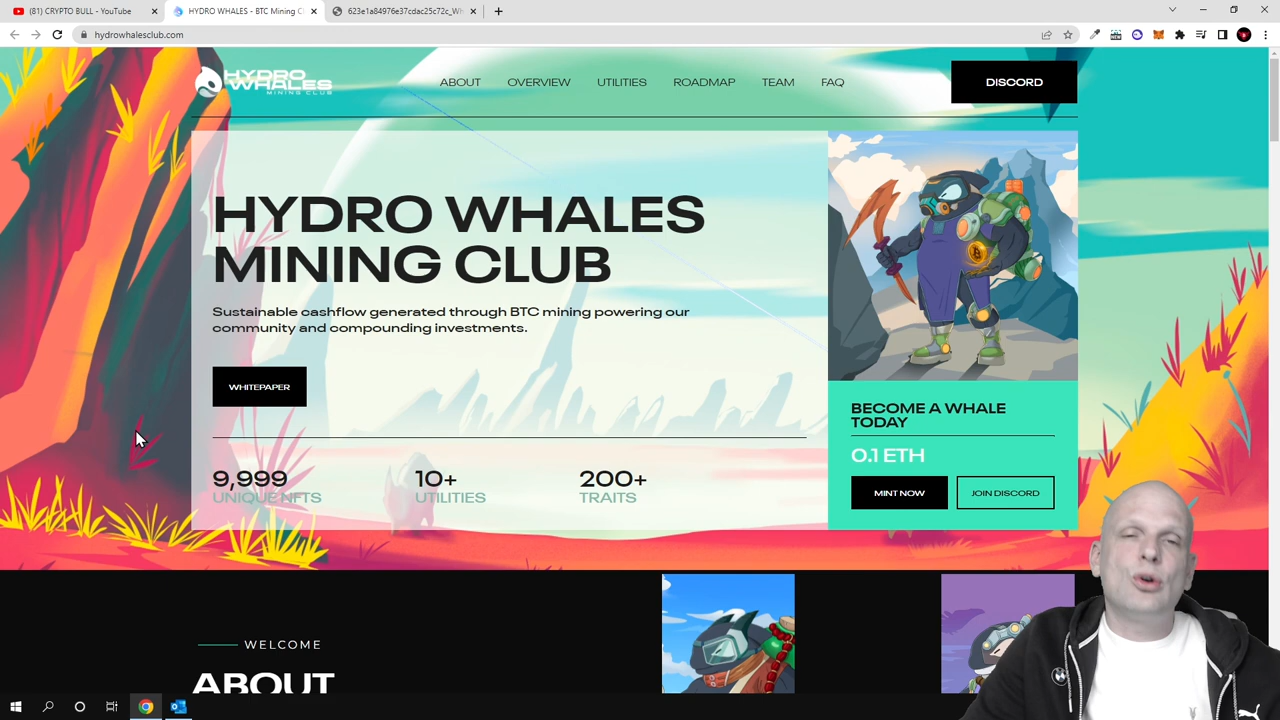 (81) CRYPTO BULL - YouTube
HYDRO WHALES - BTC Mining C
623e1a84976e37cdac25c72c_Wh
hydrowhalesclub.com
HYDRO
WHALES
MINING CLUB
ABOUT
OVERVIEW
UTILITIES
ROADMAP
TEAM
FAQ
DISCORD
HYDRO WHALES
MINING CLUB
Sustainable cashflow generated through BTC mining powering our
community and compounding investments.
WHITEPAPER
9,999
UNIQUE NFTS
10+
UTILITIES
200+
TRAITS
BECOME A WHALE
TODAY
0.1 ETH
MINT NOW
JOIN DISCORD
WELCOME
ABOUT